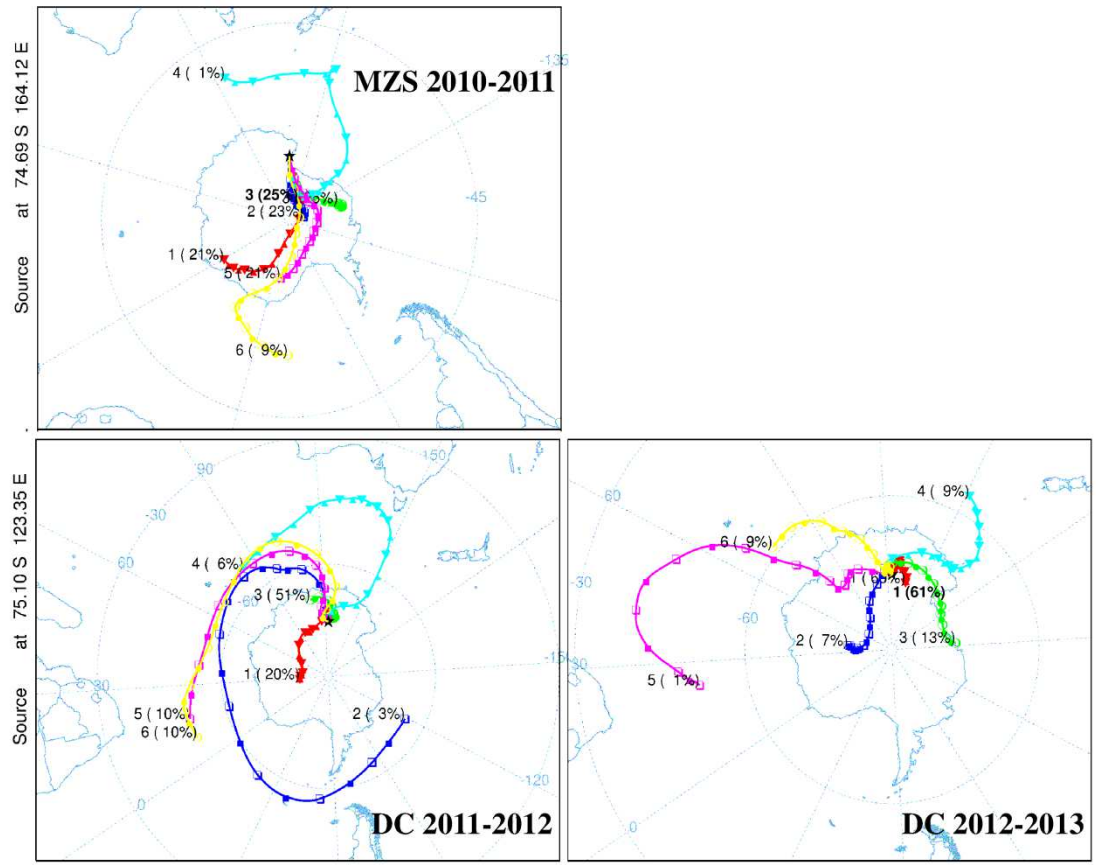 Source at 74.69 S 164.12 E
4 ( 1%)
-135
MZS 2010-2011
3 (25%)
2 (23%)
-45
1 (21%)
5 (21%)
6 ( 9%)
Source at 75.10 S 123.35 E
90
150
-30
4 ( 6%)
60
3 (51%)
-60
1 (20%)
2 ( 3%)
5 (10%)
6 (10%)
0
-120
DC 2011-2012
60
4 ( 9%)
6 ( 9%)
1 (61%)
-60
2 ( 7%)
3 (13%)
5 ( 1%)
0
DC 2012-2013